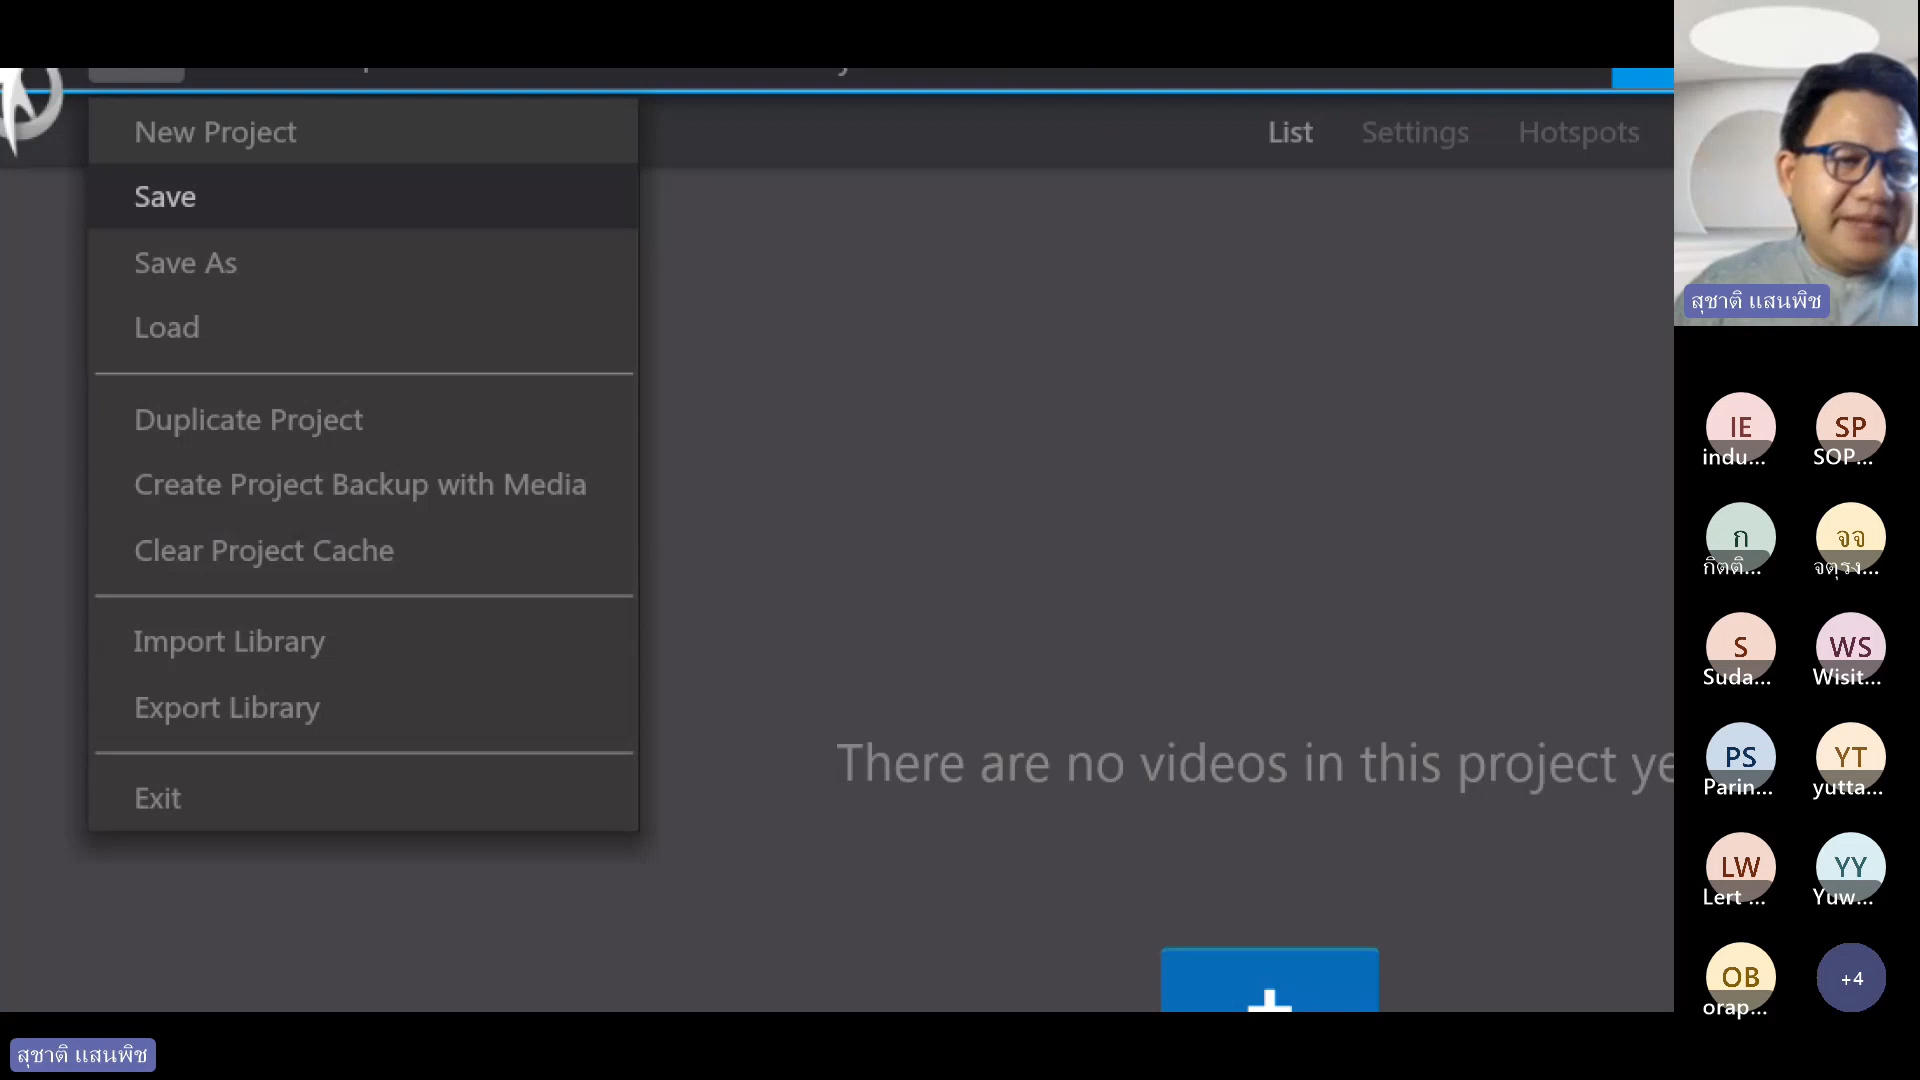 New Project
Save
Save As
Load
Duplicate Project
Create Project Backup with Media
Clear Project Cache
Import Library
Export Library
Exit
List Settings Hotspots
There are no videos in this project ye
สุชาติ แสนพิช
IE SP
indu... SOP...
ก จจ
กิตติ... จตุรง...
S WS
Suda... Wisit...
PS YT
Parin... yutta...
LW YY
Lert ... Yuw...
OB +4
orap...
สุชาติ แสนพิช